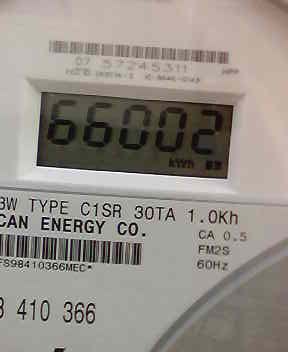 07 57245311
66002
kWh
3W TYPE C1SR 30TA 1.0Kh
CAN ENERGY CO.
CA 0.5
FM2S
60Hz
FS98410366MEC*
410 366